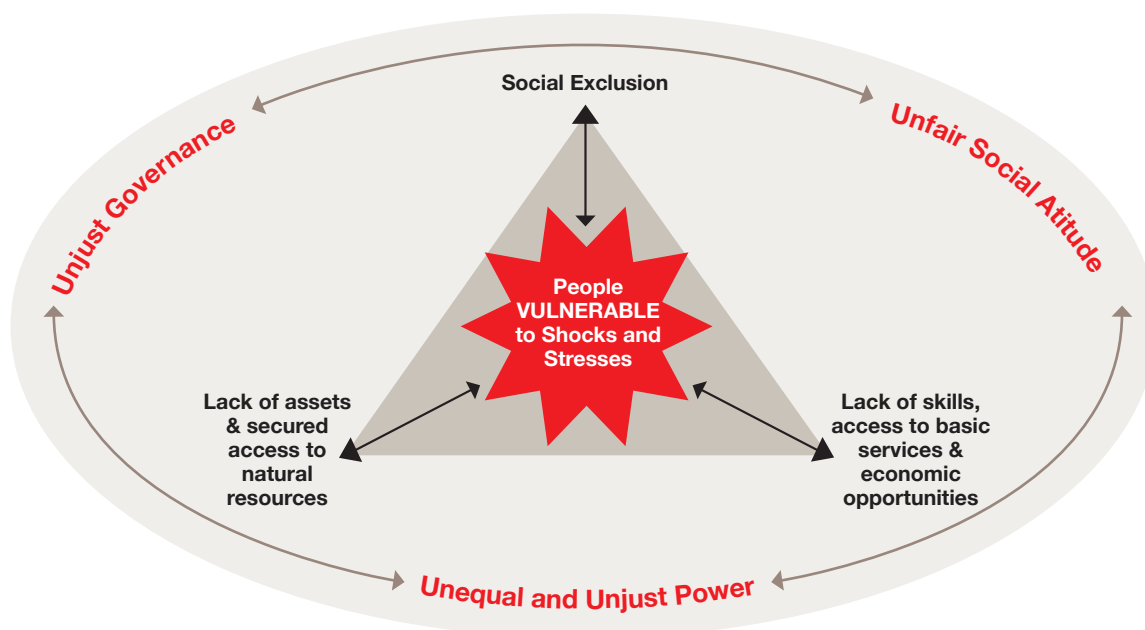 Social Exclusion
Unjust Governance
Unfair Social Atitude
People
VULNERABLE
to Shocks and
Stresses
Lack of assets
& secured
access to
natural
resources
Lack of skills,
access to basic
services &
economic
opportunities
Unequal and Unjust Power